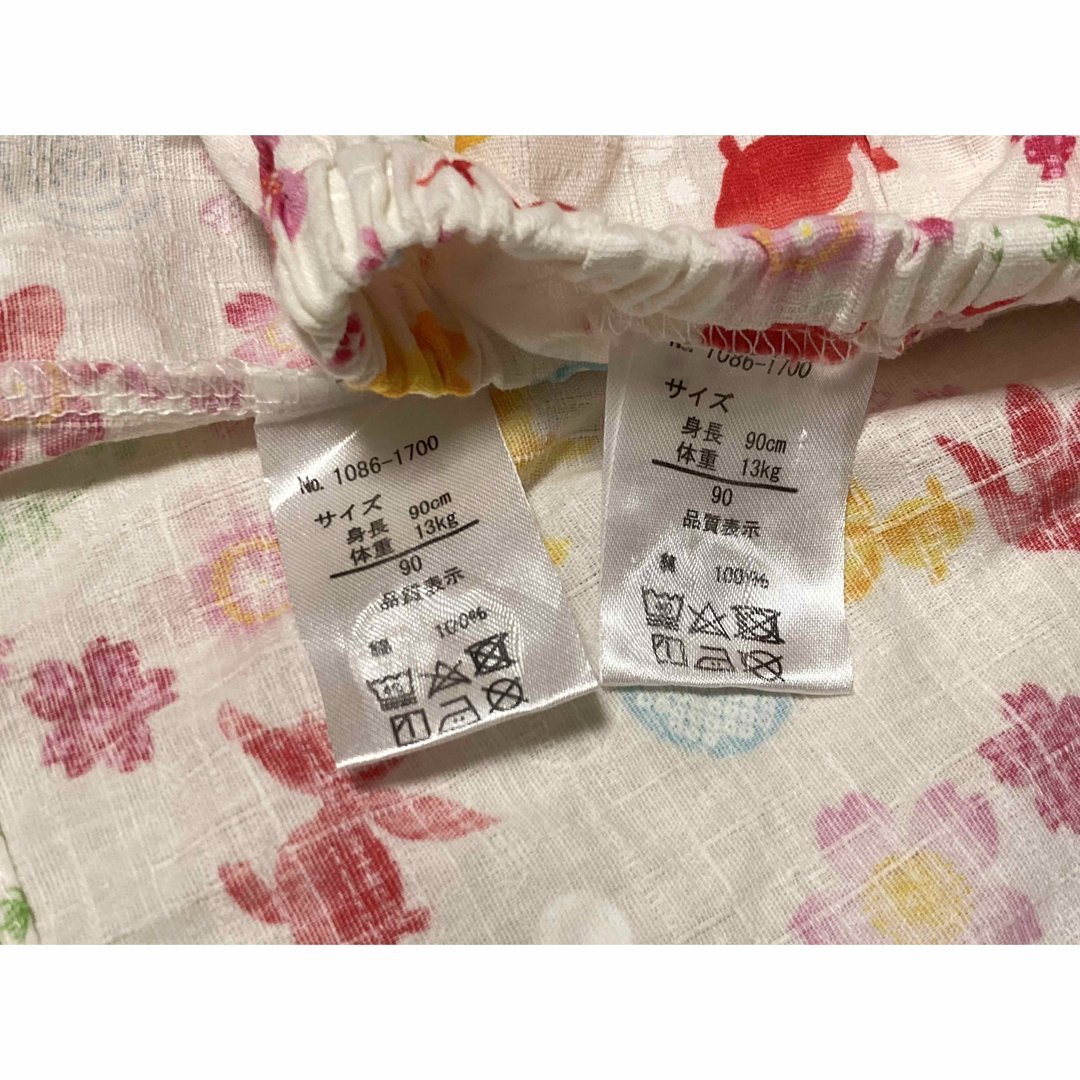 No. 1086-1700
サイズ
身長 90cm
体重 13kg
90
品質表示
綿 100%
40
No. 1086-1700
サイズ
身長 90cm
体重 13kg
90
品質表示
綿 100%